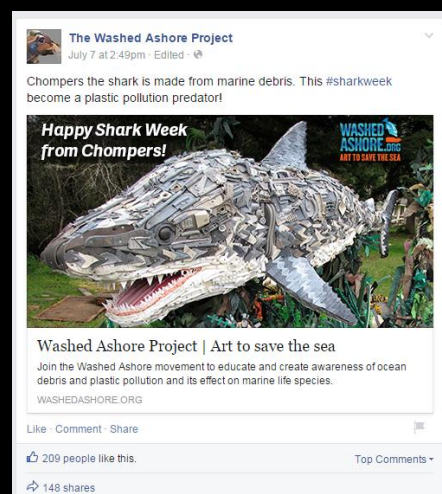 The Washed Ashore Project
July 7 at 2:49pm · Edited ·
Chompers the shark is made from marine debris. This #sharkweek
become a plastic pollution predator!
Happy Shark Week
from Chompers!
WASHED
ASHORE.ORG
ART TO SAVE THE SEA
Washed Ashore Project | Art to save the sea
Join the Washed Ashore movement to educate and create awareness of ocean
debris and plastic pollution and its effect on marine life species.
WASHEDASHORE.ORG
Like · Comment · Share
209 people like this.
Top Comments
148 shares